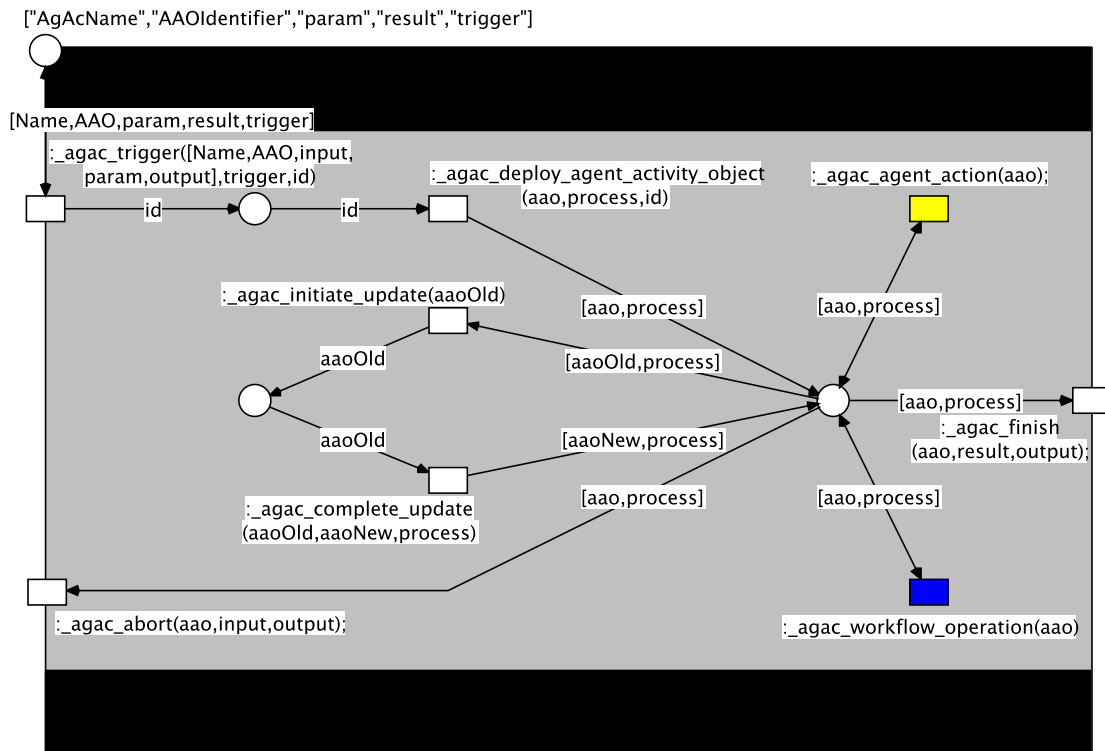 ["AgAcName","AAOIdentifier","param","result","trigger"]
[Name,AAO,param,result,trigger]
:_agac_trigger([Name,AAO,input,
param,output],trigger,id)
:_agac_deploy_agent_activity_object
(aao,process,id)
:_agac_agent_action(aao);
id
id
:_agac_initiate_update(aaoOld)
[aao,process]
[aao,process]
aaoOld
[aaoOld,process]
[aao,process]
:_agac_finish
(aao,result,output);
aaoOld
[aaoNew,process]
[aao,process]
[aao,process]
:_agac_complete_update
(aaoOld,aaoNew,process)
:_agac_abort(aao,input,output);
:_agac_workflow_operation(aao)